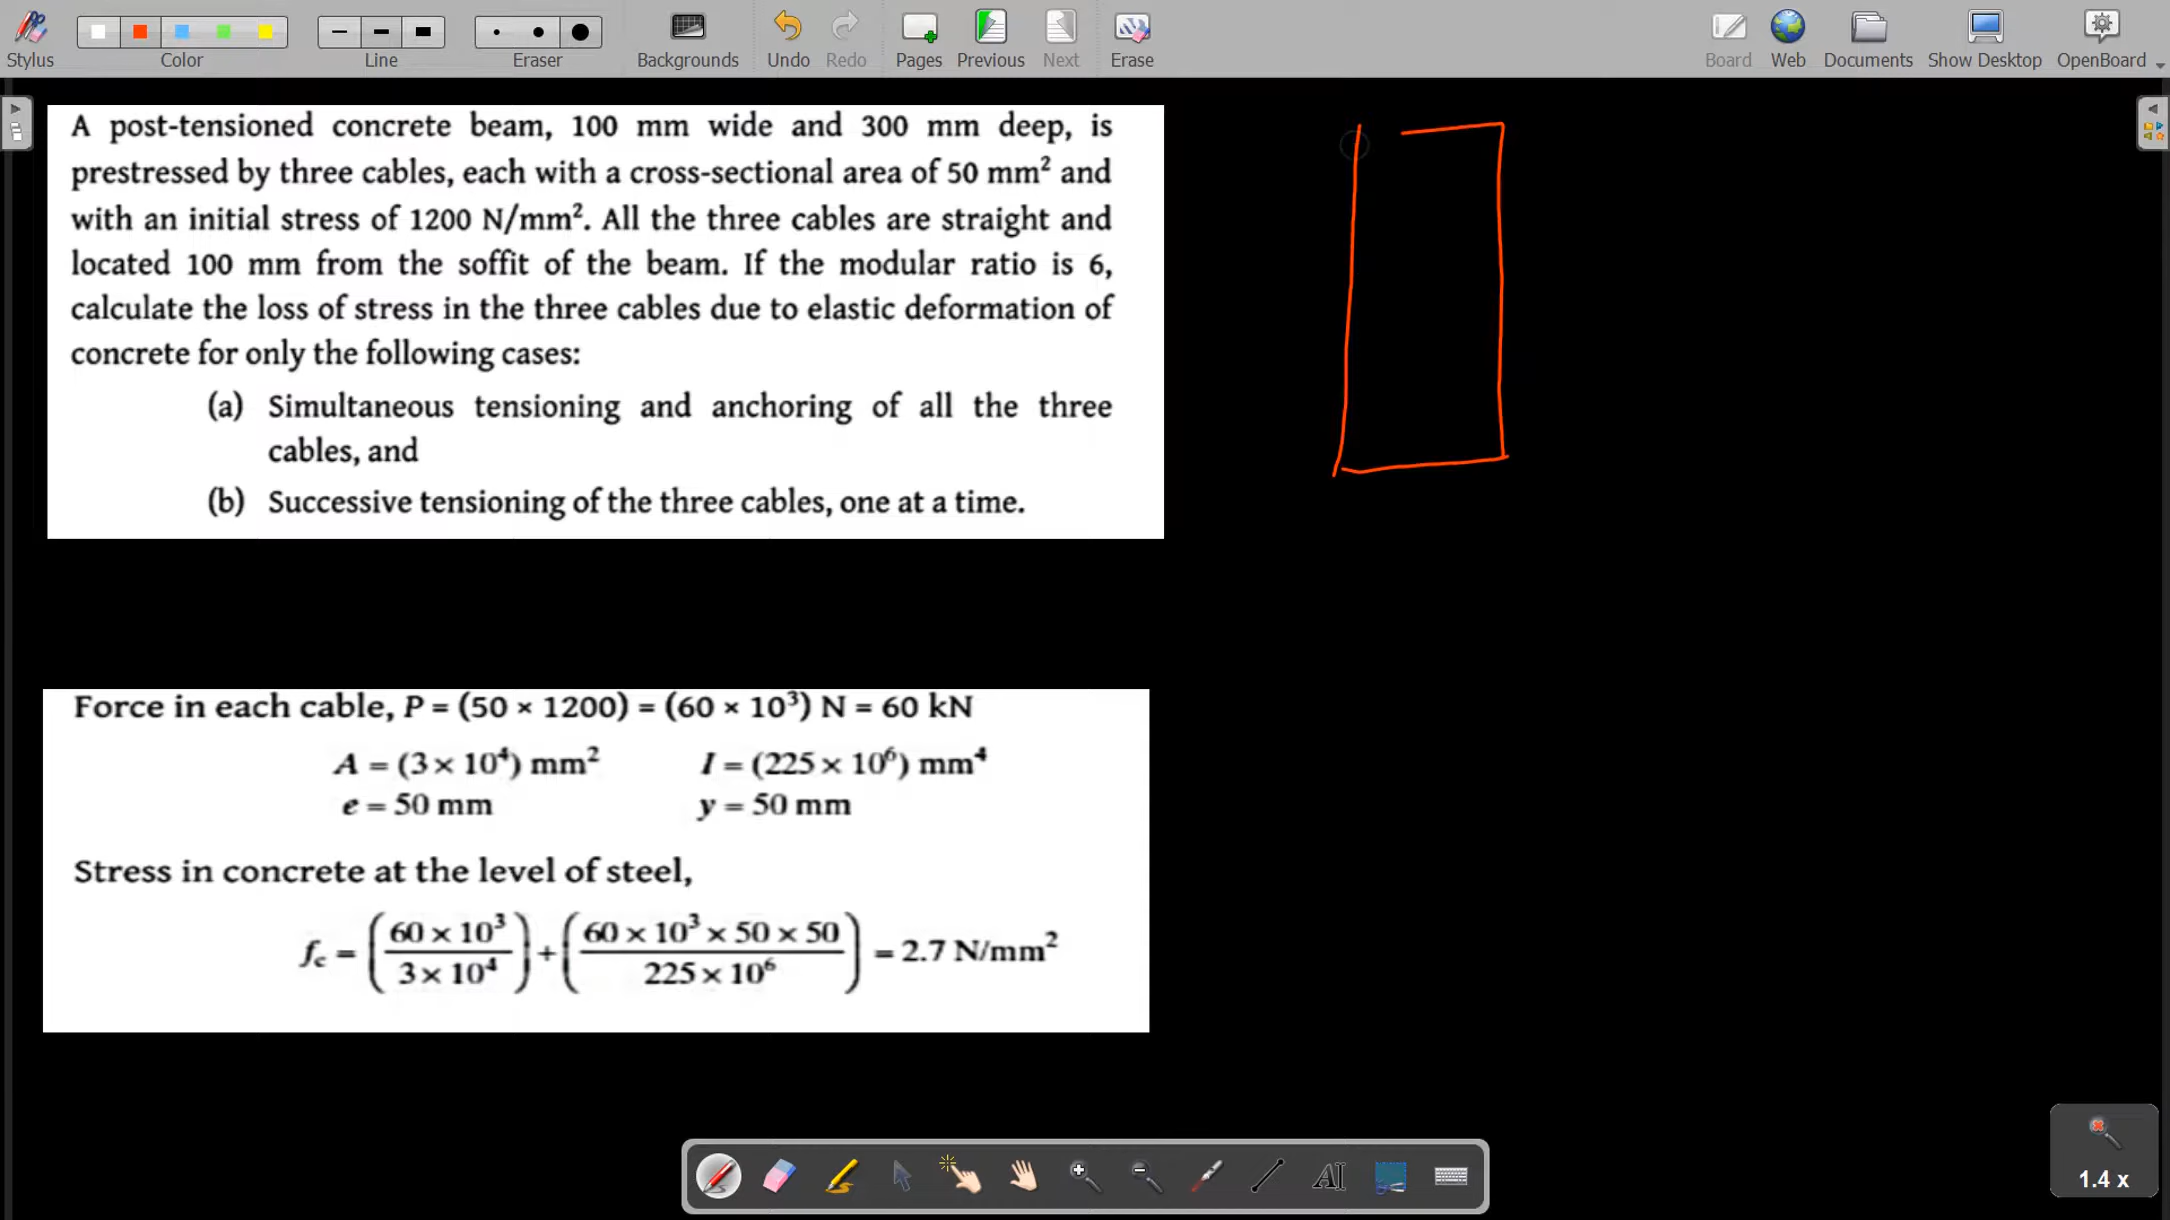 Stylus
Color
Line
Eraser
Backgrounds
Undo
Redo
Pages
Previous
Next
Erase
Board
Web
Documents
Show Desktop
OpenBoard
A post-tensioned concrete beam, 100 mm wide and 300 mm deep, is
prestressed by three cables, each with a cross-sectional area of 50 mm² and
with an initial stress of 1200 N/mm². All the three cables are straight and
located 100 mm from the soffit of the beam. If the modular ratio is 6,
calculate the loss of stress in the three cables due to elastic deformation of
concrete for only the following cases:
(a) Simultaneous tensioning and anchoring of all the three
cables, and
(b) Successive tensioning of the three cables, one at a time.
Force in each cable, P = (50 × 1200) = (60 × 10³) N = 60 kN
A = (3 × 10⁴) mm² I = (225 × 10⁶) mm⁴
e = 50 mm y = 50 mm
Stress in concrete at the level of steel,
fc = (60 × 10³ / 3 × 10⁴) + (60 × 10³ × 50 × 50 / 225 × 10⁶) = 2.7 N/mm²
AI
1.4 x